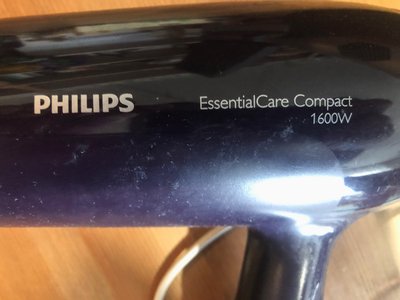 PHILIPS
EssentialCare Compact
1600W